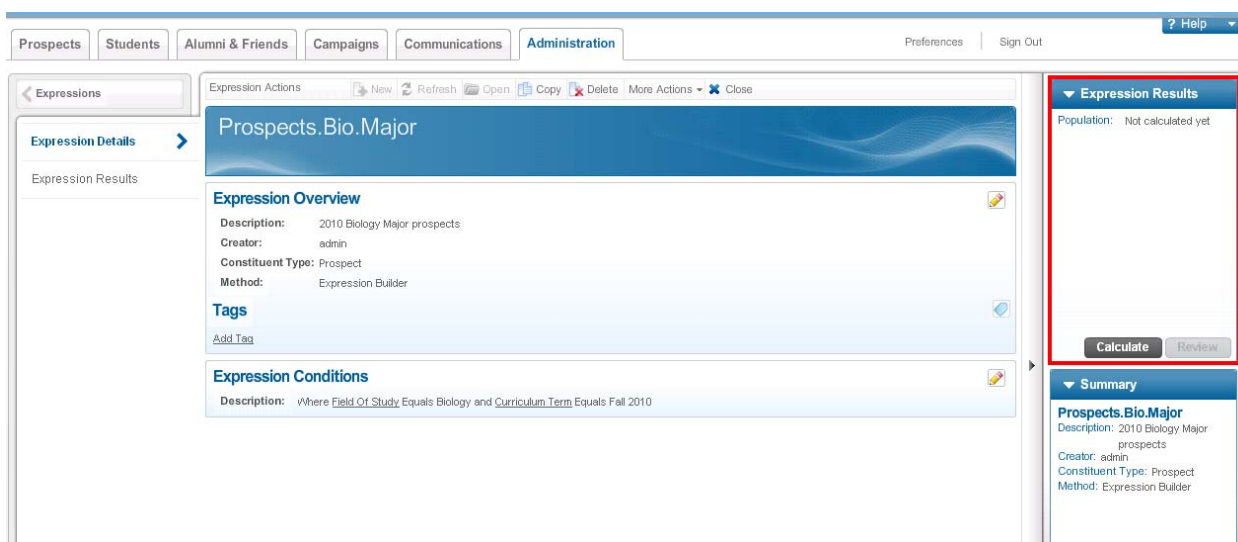 ? Help
Prospects Students Alumni & Friends Campaigns Communications Administration Preferences Sign Out
Expressions
Expression Details
Expression Results
Expression Actions New Refresh Open Copy Delete More Actions Close
Prospects.Bio.Major
Expression Overview
Description: 2010 Biology Major prospects
Creator: admin
Constituent Type: Prospect
Method: Expression Builder
Tags
Add Tag
Expression Conditions
Description: Where Field Of Study Equals Biology and Curriculum Term Equals Fall 2010
Expression Results
Population: Not calculated yet
Calculate Review
Summary
Prospects.Bio.Major
Description: 2010 Biology Major
prospects
Creator: admin
Constituent Type: Prospect
Method: Expression Builder